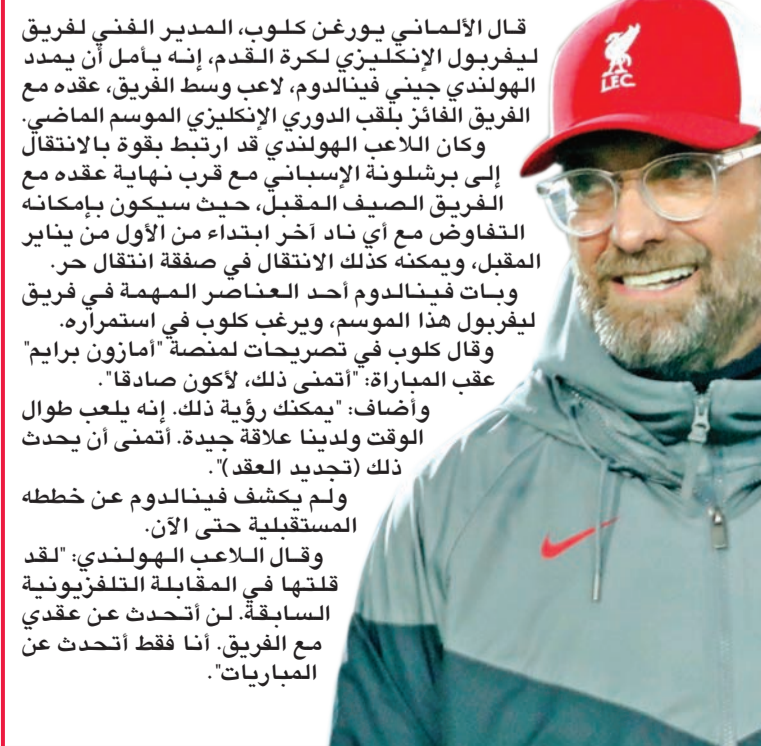 قال الألماني يورغن كلوب، المدير الفني لفريق
ليفربول الإنكليزي لكرة القدم، إنه يأمل أن يمدد
الهولندي جيني فينالدوم، لاعب وسط الفريق، عقده مع
الفريق الفائز بلقب الدوري الإنكليزي الموسم الماضي.
وكان اللاعب الهولندي قد ارتبط بقوة بالانتقال
إلى برشلونة الإسباني مع قرب نهاية عقده مع
الفريق الصيف المقبل، حيث سيكون بإمكانه
التفاوض مع أي ناد آخر ابتداء من الأول من يناير
المقبل، ويمكنه كذلك الانتقال في صفقة انتقال حر.
وبات فينالدوم أحد العناصر المهمة في فريق
ليفربول هذا الموسم، ويرغب كلوب في استمراره.
وقال كلوب في تصريحات لمنصة "أمازون برايم"
عقب المباراة: "أتمنى ذلك، لأكون صادقا".
وأضاف: "يمكنك رؤية ذلك. إنه يلعب طوال
الوقت ولدينا علاقة جيدة. أتمنى أن يحدث
ذلك (تجديد العقد)".
ولم يكشف فينالدوم عن خططه
المستقبلية حتى الآن.
وقال اللاعب الهولندي: "لقد
قلتها في المقابلة التلفزيونية
السابقة. لن أتحدث عن عقدي
مع الفريق. أنا فقط أتحدث عن
المباريات".
L.F.C.